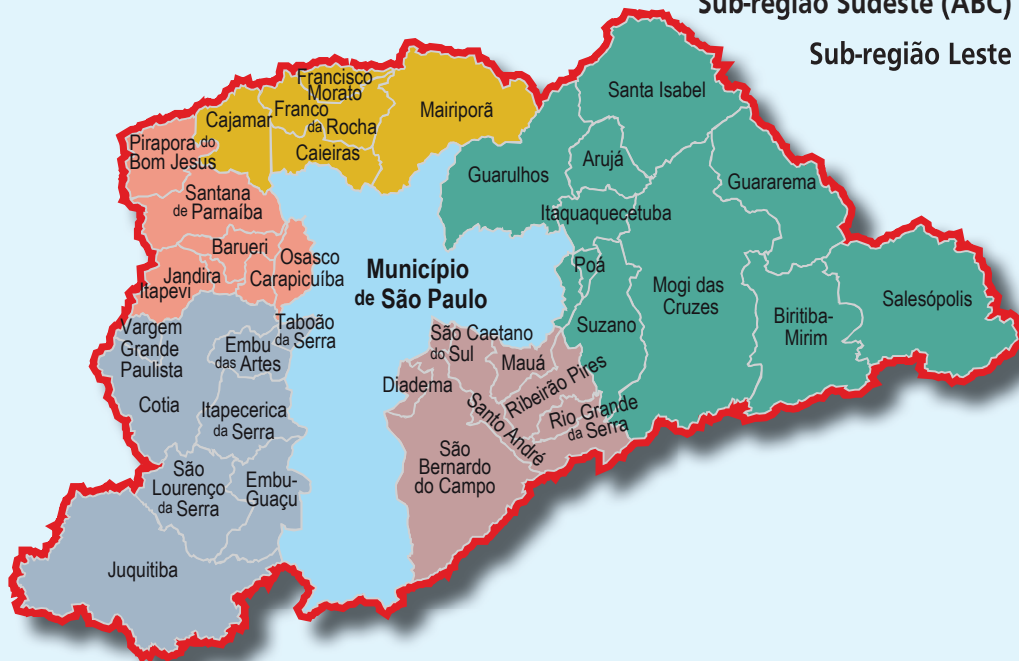 Sub-região Sudeste (ABC)
Sub-região Leste
Francisco
Morato
Franco
da Rocha
Cajamar
Caieiras
Mairiporã
Pirapora do
Bom Jesus
Santana
de Parnaíba
Barueri
Jandira
Itapevi
Osasco
Carapicuíba
Santa Isabel
Arujá
Guarulhos
Guararema
Itaquaquecetuba
Poá
Suzano
Mogi das
Cruzes
Biritiba-
Mirim
Salesópolis
Município
de São Paulo
Vargem
Grande
Paulista
Taboão
da Serra
Embu
das Artes
Cotia
Itapecerica
da Serra
São
Lourenço
da Serra
Embu-
Guaçu
Juquitiba
São Caetano
do Sul
Diadema
Mauá
Ribeirão Pires
Santo André
Rio Grande
da Serra
São
Bernardo
do Campo